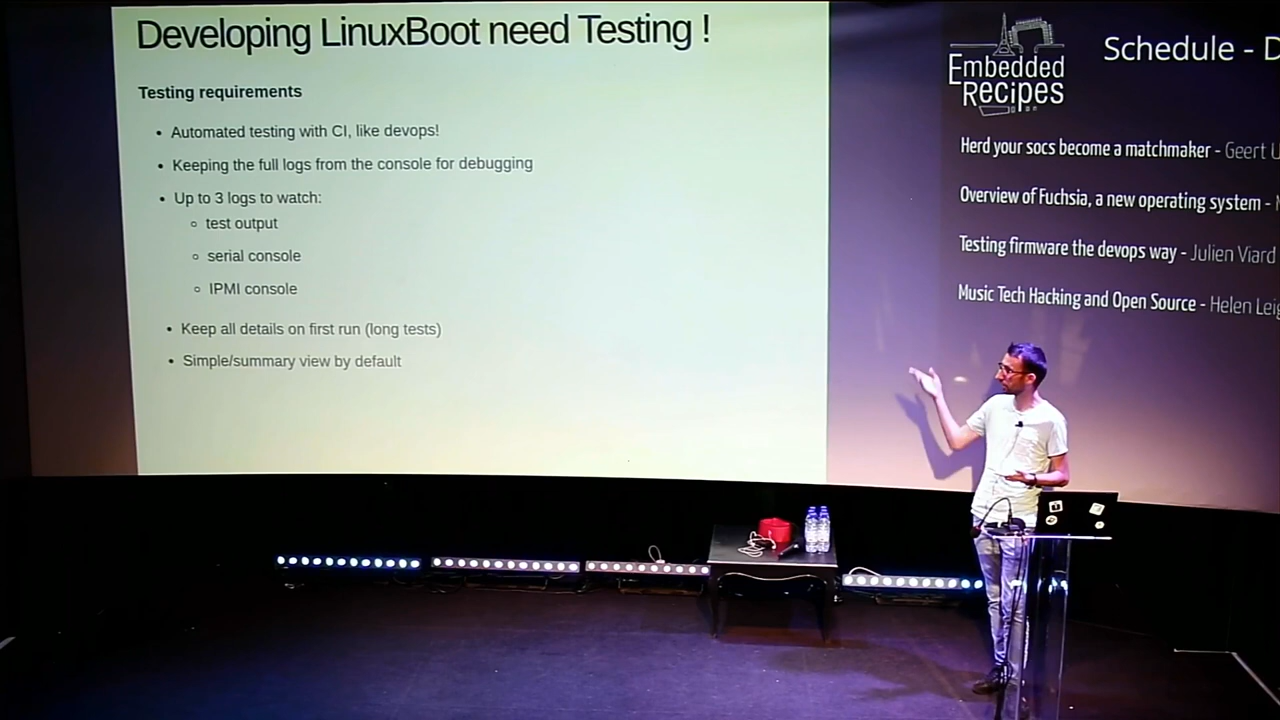 Developing LinuxBoot need Testing !
Testing requirements
• Automated testing with CI, like devops!
• Keeping the full logs from the console for debugging
• Up to 3 logs to watch:
◦ test output
◦ serial console
◦ IPMI console
• Keep all details on first run (long tests)
• Simple/summary view by default
Embedded
Recipes
Schedule - D
Herd your socs become a matchmaker - Geert U
Overview of Fuchsia, a new operating system -
Testing firmware the devops way - Julien Viard
Music Tech Hacking and Open Source - Helen Leig